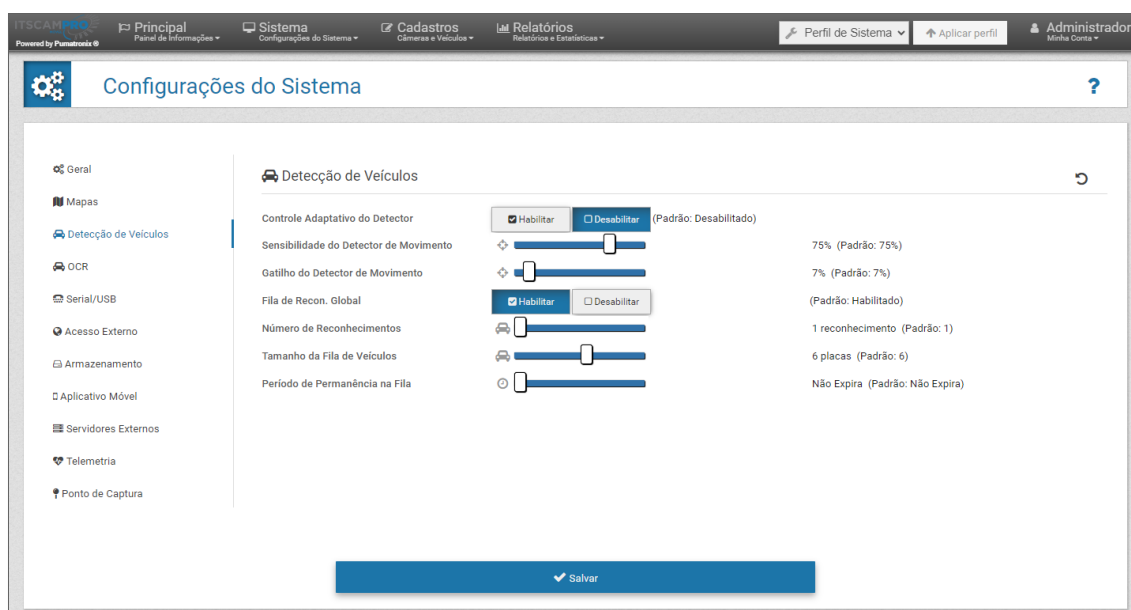 ITSCAMPRO
Powered by Pumatronix ®
Principal
Painel de Informações
Sistema
Configurações do Sistema
Cadastros
Câmeras e Veículos
Relatórios
Relatórios e Estatísticas
Perfil de Sistema
Aplicar perfil
Administrador
Minha Conta
Configurações do Sistema
?
Geral
Mapas
Detecção de Veículos
OCR
Serial/USB
Acesso Externo
Armazenamento
Aplicativo Móvel
Servidores Externos
Telemetria
Ponto de Captura
Detecção de Veículos
Controle Adaptativo do Detector Habilitar Desabilitar (Padrão: Desabilitado)
Sensibilidade do Detector de Movimento 75% (Padrão: 75%)
Gatilho do Detector de Movimento 7% (Padrão: 7%)
Fila de Recon. Global Habilitar Desabilitar (Padrão: Habilitado)
Número de Reconhecimentos 1 reconhecimento (Padrão: 1)
Tamanho da Fila de Veículos 6 placas (Padrão: 6)
Período de Permanência na Fila Não Expira (Padrão: Não Expira)
Salvar